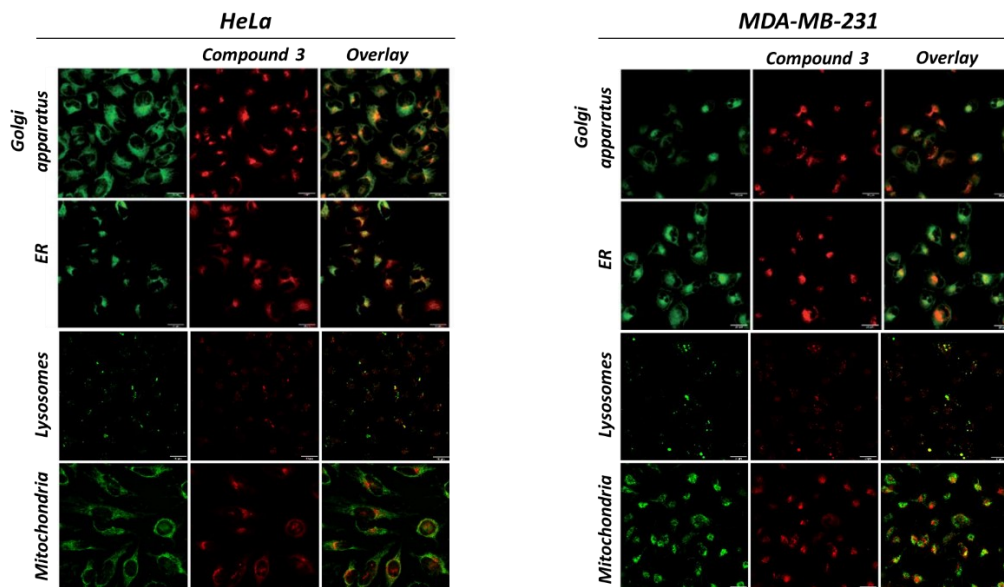 HeLa
Compound 3 Overlay
Golgi
apparatus
ER
Lysosomes
Mitochondria
MDA-MB-231
Compound 3 Overlay
Golgi
apparatus
ER
Lysosomes
Mitochondria